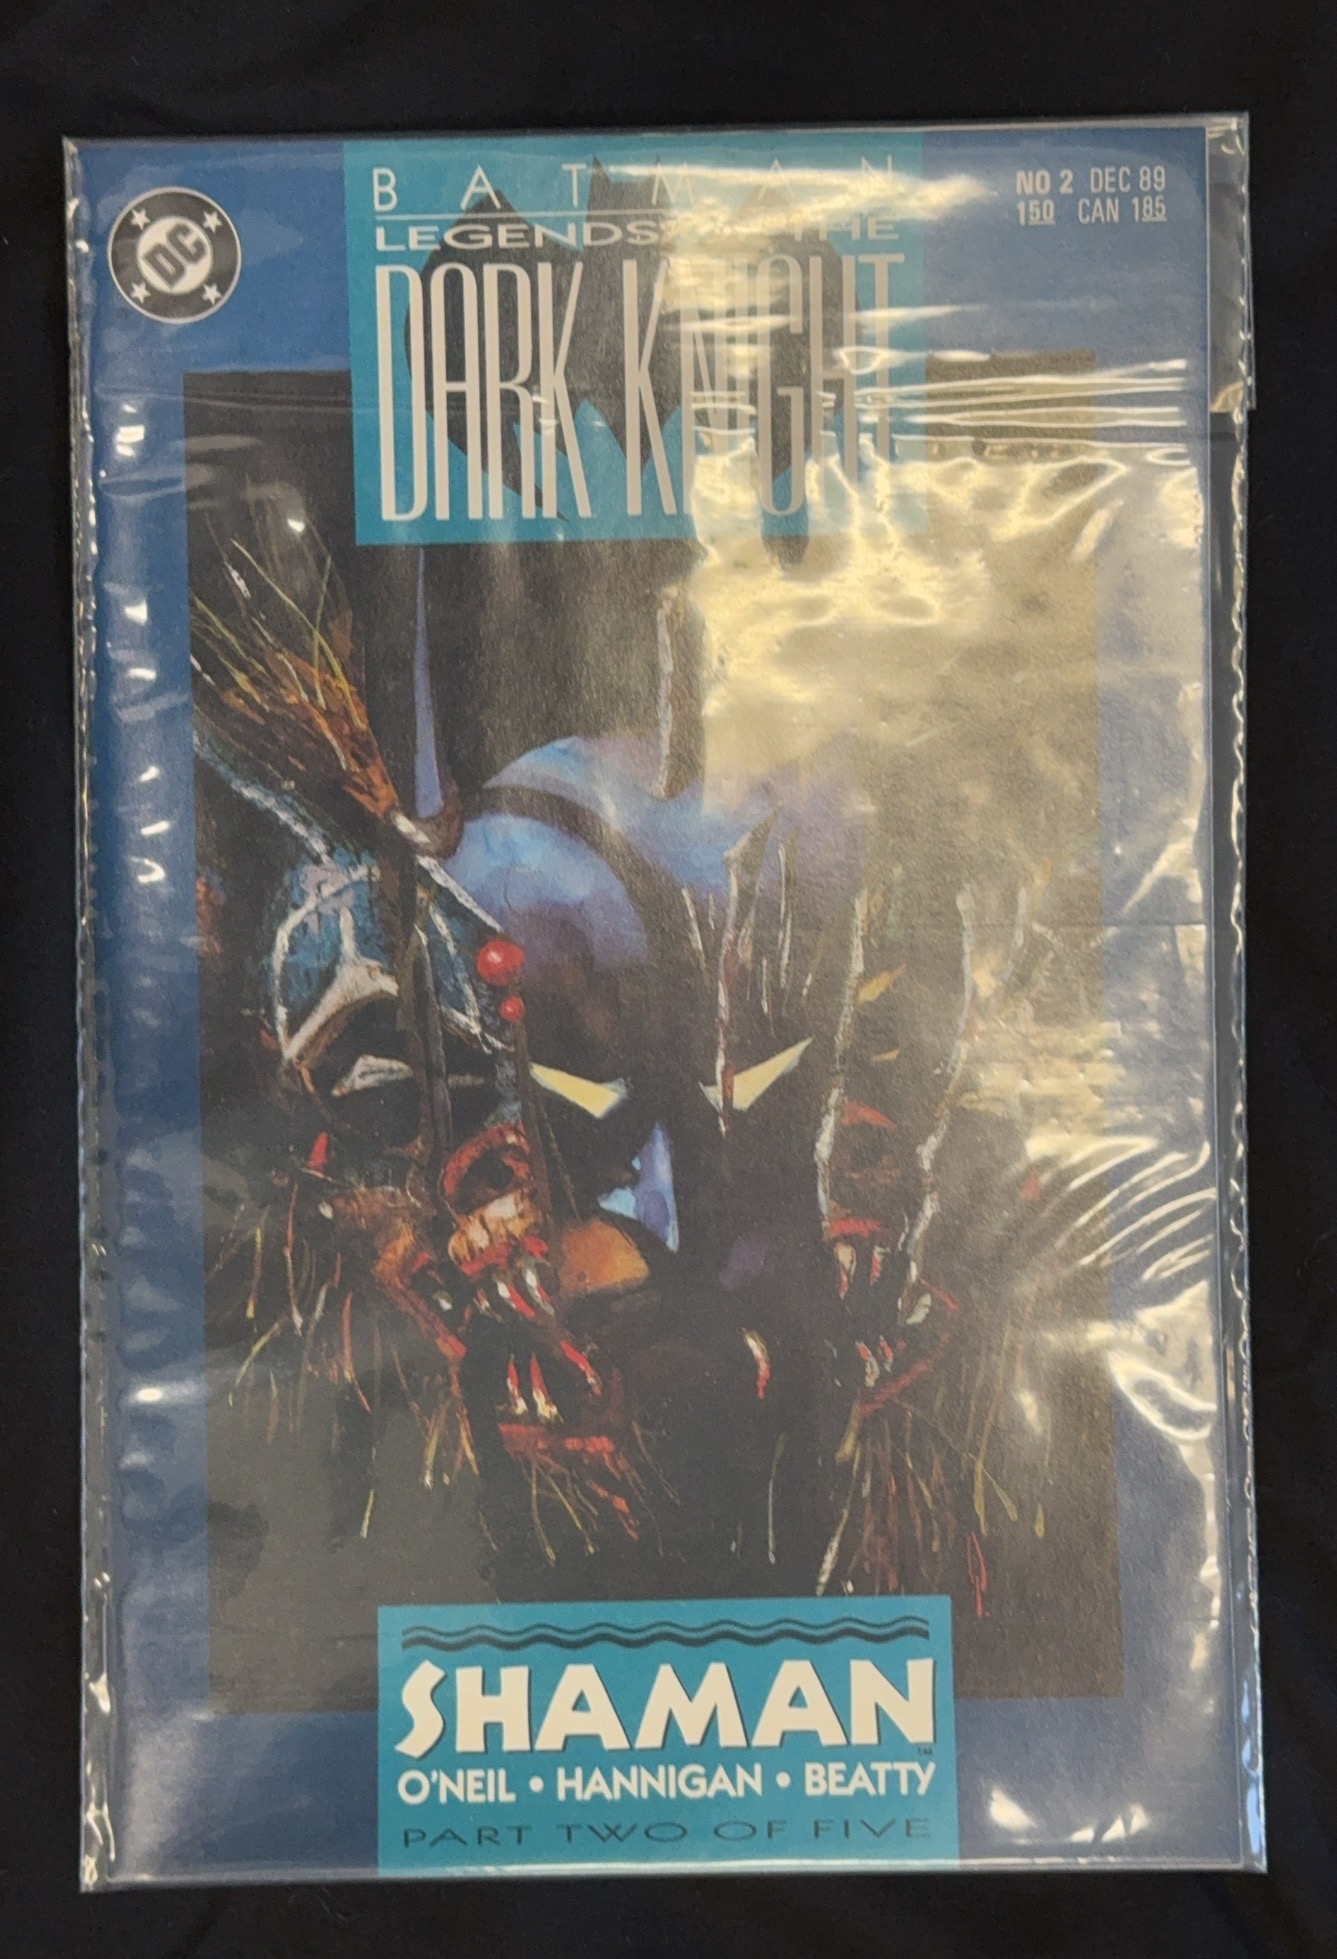 DC
BATMAN
LEGENDS THE
DARK KNIGHT
NO 2 DEC 89
150 CAN 185
SHAMAN
TM
O'NEIL • HANNIGAN • BEATTY
PART TWO OF FIVE